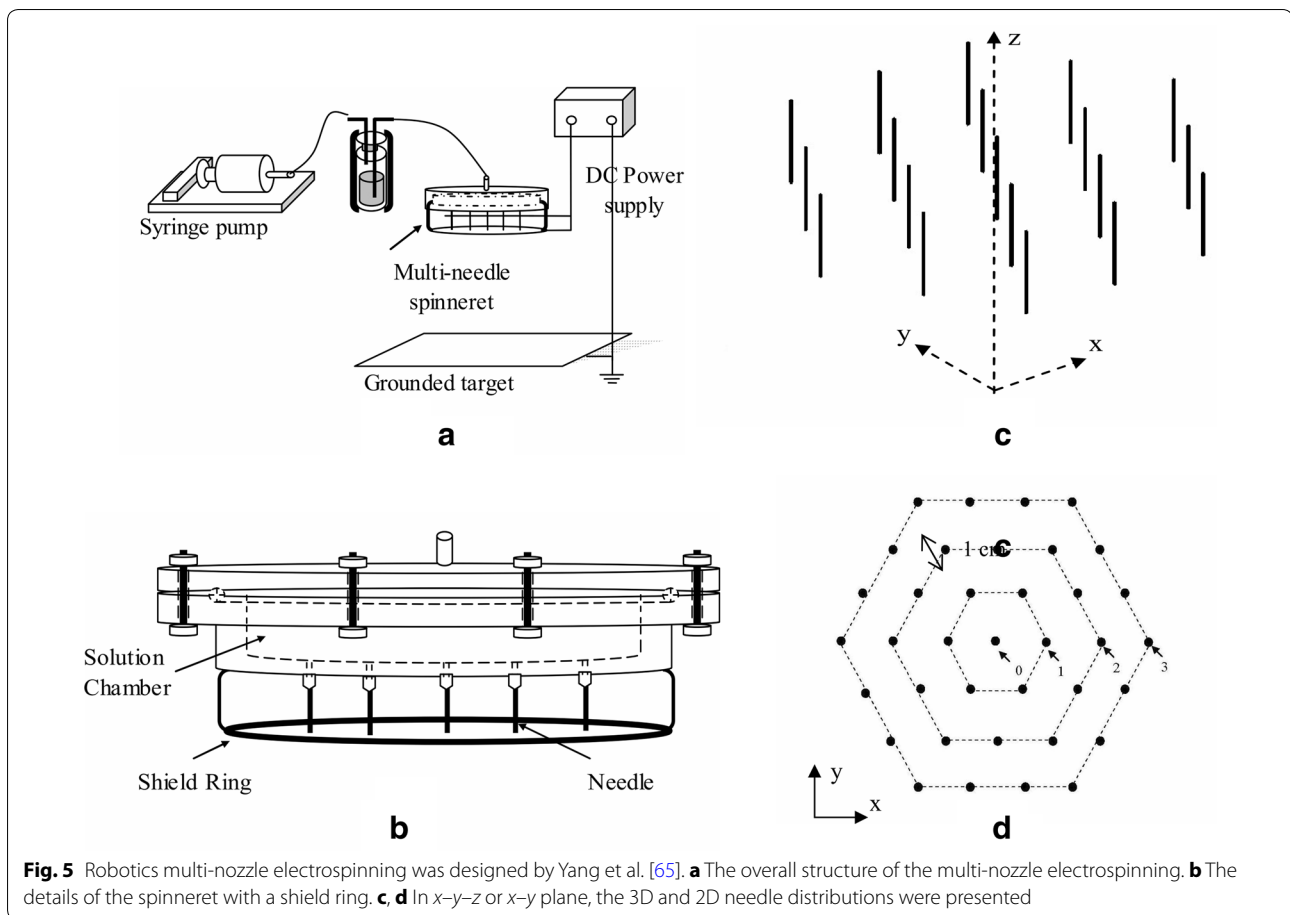 Syringe pump
DC Power
supply
Multi-needle
spinneret
Grounded target
a
z
y
x
c
Solution
Chamber
Shield Ring
Needle
b
c
1 cm
0
1
2
3
y
x
d
Fig. 5 Robotics multi-nozzle electrospinning was designed by Yang et al. [65]. a The overall structure of the multi-nozzle electrospinning. b The
details of the spinneret with a shield ring. c, d In x–y–z or x–y plane, the 3D and 2D needle distributions were presented